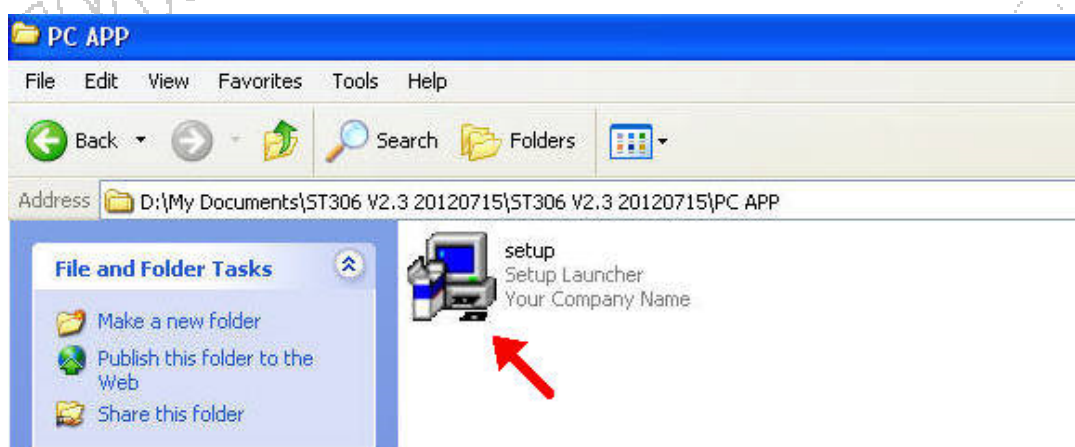 PC APP
File Edit View Favorites Tools Help
Back Search Folders
Address D:\My Documents\ST306 V2.3 20120715\ST306 V2.3 20120715\PC APP
File and Folder Tasks
Make a new folder
Publish this folder to the
Web
Share this folder
setup
Setup Launcher
Your Company Name